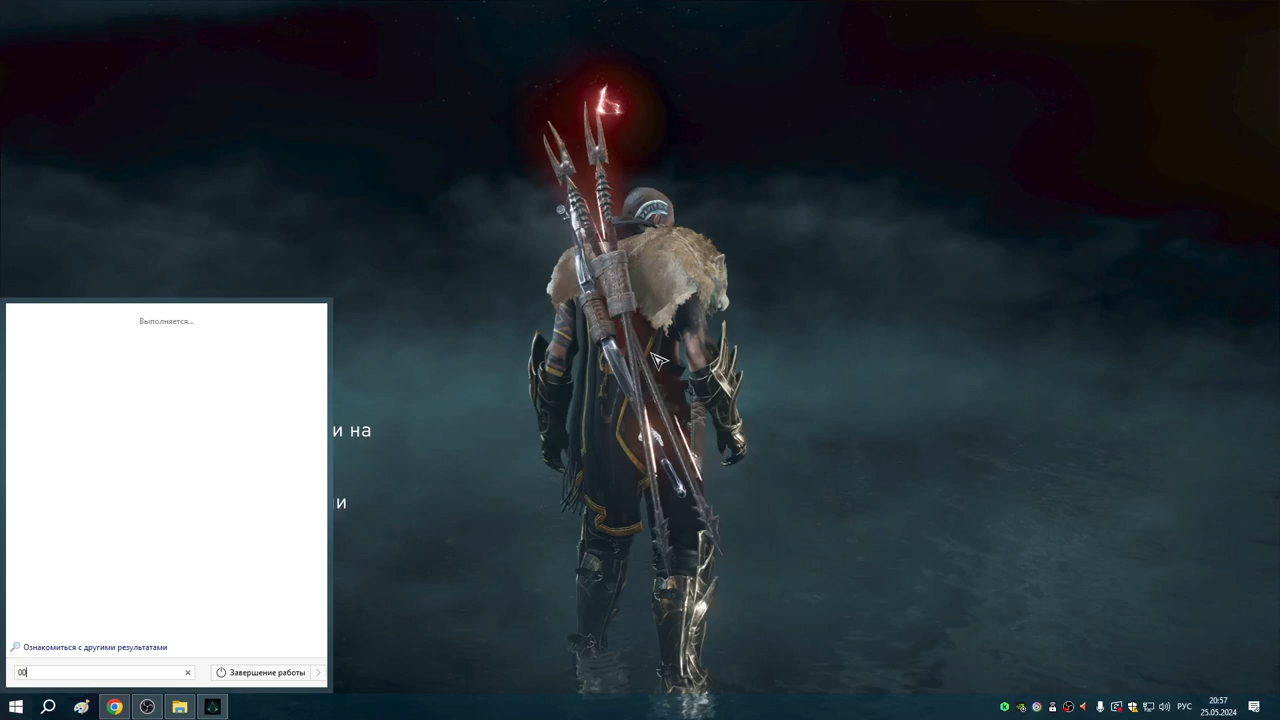 Выполняется...
и на
и
Ознакомиться с другими результатами
00
Завершение работы
РУС
20:57
25.05.2024